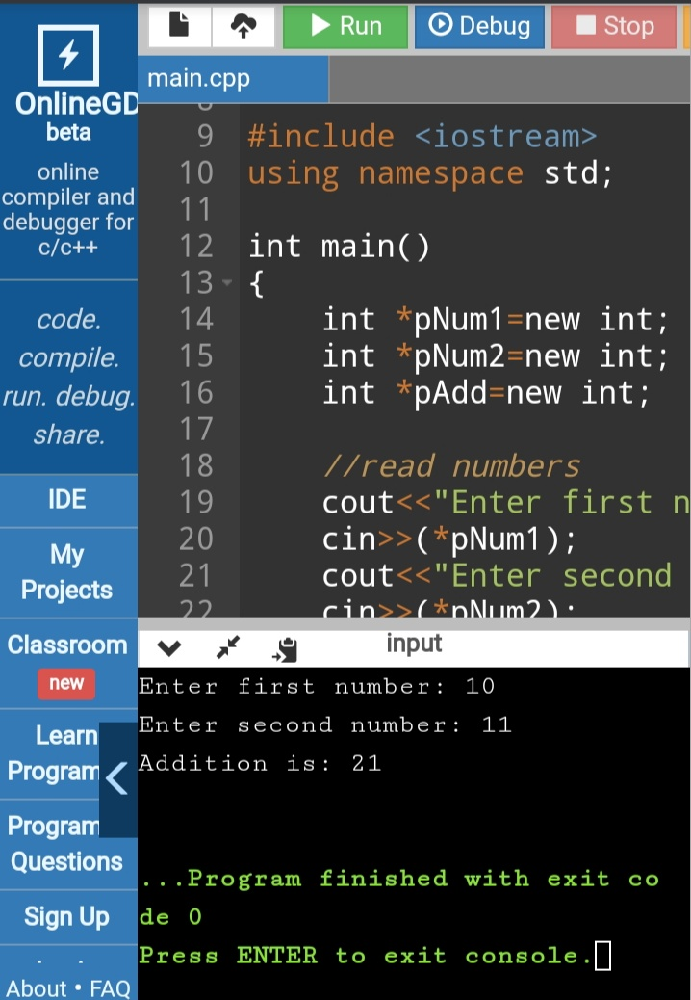 Run
Debug
Stop
main.cpp
OnlineGD
beta
online
compiler and
debugger for
c/c++
code.
compile.
run. debug.
share.
IDE
My
Projects
Classroom
new
Learn
Program
Program
Questions
Sign Up
About • FAQ
9 #include <iostream>
10 using namespace std;
11
12 int main()
13 {
14 int *pNum1=new int;
15 int *pNum2=new int;
16 int *pAdd=new int;
17
18 //read numbers
19 cout<<"Enter first n
20 cin>>(*pNum1);
21 cout<<"Enter second
22 cin>>(*pNum2);
input
Enter first number: 10
Enter second number: 11
Addition is: 21
...Program finished with exit co
de 0
Press ENTER to exit console.